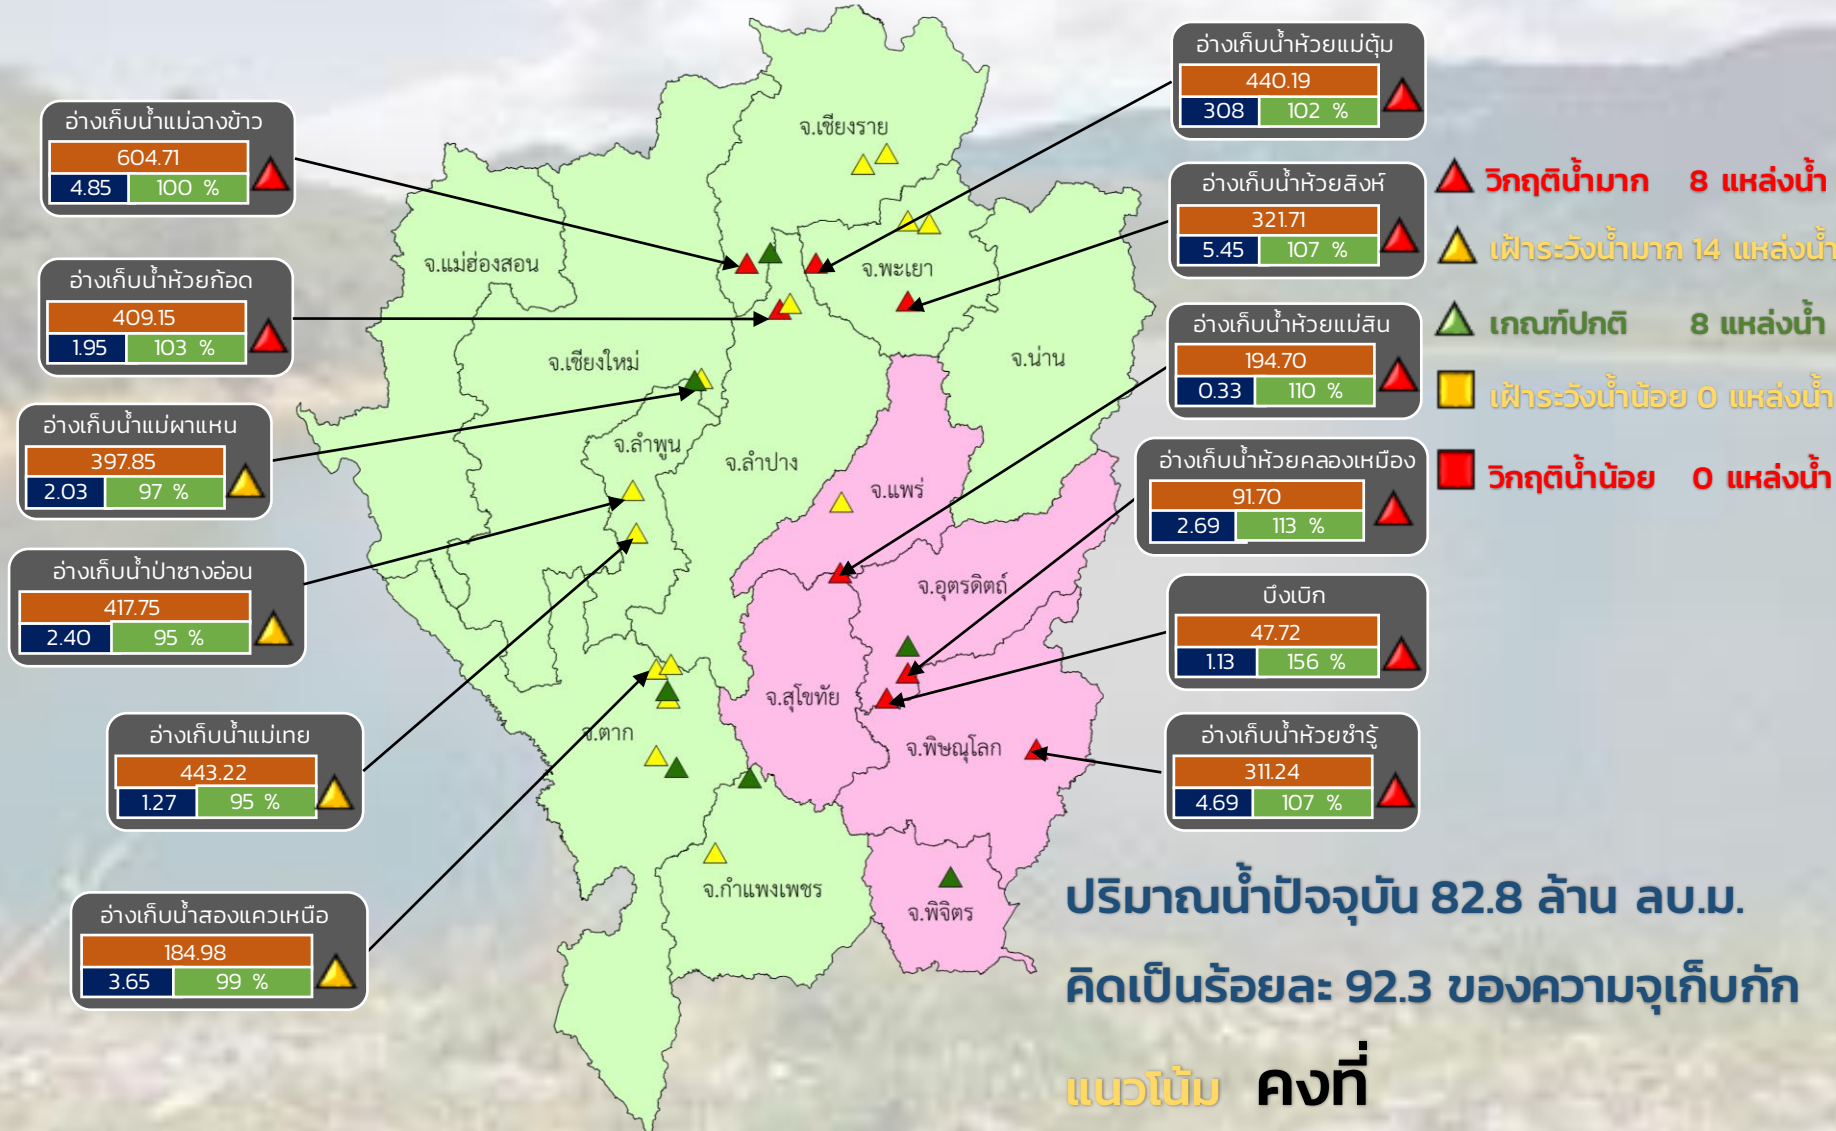 อ่างเก็บน้ำแม่ฉางข้าว
604.71
4.85 100 %
อ่างเก็บน้ำห้วยก้อด
409.15
1.95 103 %
อ่างเก็บน้ำแม่ผาแหน
397.85
2.03 97 %
อ่างเก็บน้ำป่าซางอ่อน
417.75
2.40 95 %
อ่างเก็บน้ำแม่เทย
443.22
1.27 95 %
อ่างเก็บน้ำสองแควเหนือ
184.98
3.65 99 %
จ.เชียงราย
จ.แม่ฮ่องสอน
จ.พะเยา
จ.น่าน
จ.เชียงใหม่
จ.ลำพูน
จ.ลำปาง
จ.แพร่
จ.อุตรดิตถ์
จ.สุโขทัย
จ.ตาก
จ.พิษณุโลก
จ.กำแพงเพชร
จ.พิจิตร
อ่างเก็บน้ำห้วยแม่ตุ้ม
440.19
308 102 %
อ่างเก็บน้ำห้วยสิงห์
321.71
5.45 107 %
อ่างเก็บน้ำห้วยแม่สิน
194.70
0.33 110 %
อ่างเก็บน้ำห้วยคลองเหมือง
91.70
2.69 113 %
บึงเบิก
47.72
1.13 156 %
อ่างเก็บน้ำห้วยซำรู้
311.24
4.69 107 %
วิกฤติน้ำมาก 8 แหล่งน้ำ
เฝ้าระวังน้ำมาก 14 แหล่งน้ำ
เกณฑ์ปกติ 8 แหล่งน้ำ
เฝ้าระวังน้ำน้อย 0 แหล่งน้ำ
วิกฤติน้ำน้อย 0 แหล่งน้ำ
ปริมาณน้ำปัจจุบัน 82.8 ล้าน ลบ.ม.
คิดเป็นร้อยละ 92.3 ของความจุเก็บกัก
แนวโน้ม คงที่